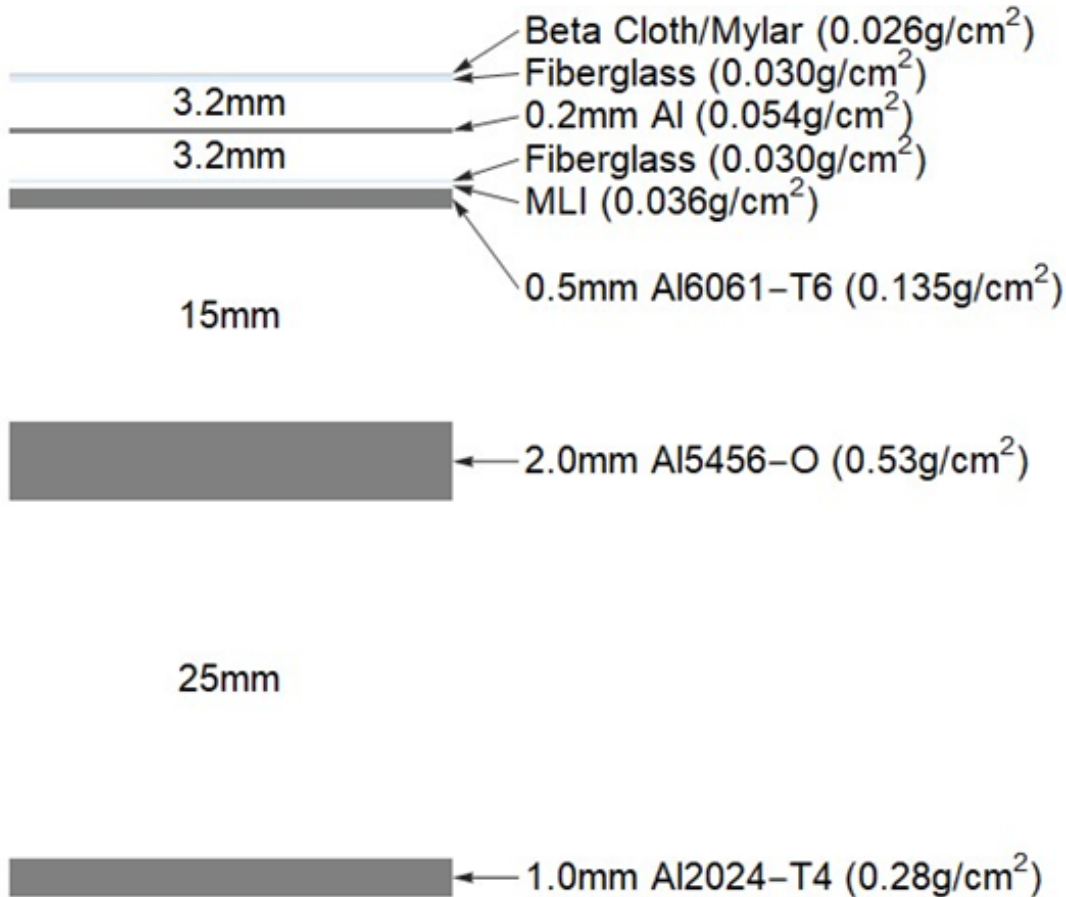 Beta Cloth/Mylar (0.026g/cm²)
Fiberglass (0.030g/cm²)
3.2mm
0.2mm Al (0.054g/cm²)
3.2mm
Fiberglass (0.030g/cm²)
MLI (0.036g/cm²)
0.5mm Al6061−T6 (0.135g/cm²)
15mm
2.0mm Al5456−O (0.53g/cm²)
25mm
1.0mm Al2024−T4 (0.28g/cm²)